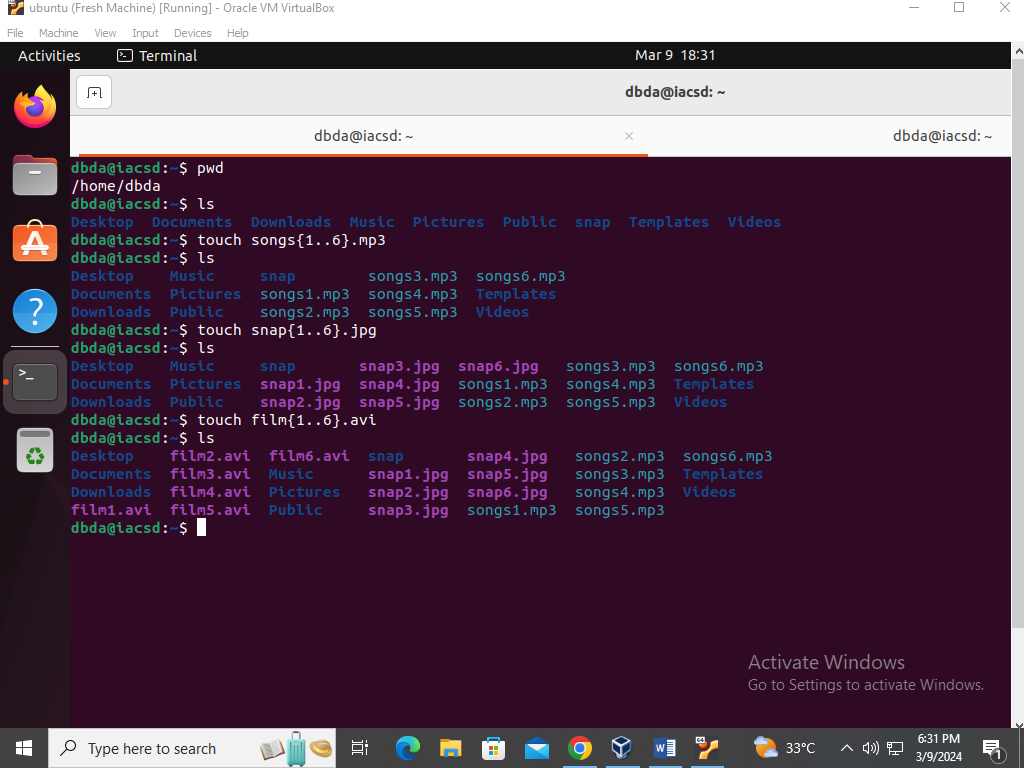 ubuntu (Fresh Machine) [Running] - Oracle VM VirtualBox
File Machine View Input Devices Help
Activities Terminal Mar 9 18:31
dbda@iacsd: ~
dbda@iacsd: ~ × dbda@iacsd: ~
dbda@iacsd:~$ pwd
/home/dbda
dbda@iacsd:~$ ls
Desktop Documents Downloads Music Pictures Public snap Templates Videos
dbda@iacsd:~$ touch songs{1..6}.mp3
dbda@iacsd:~$ ls
Desktop Music snap songs3.mp3 songs6.mp3
Documents Pictures songs1.mp3 songs4.mp3 Templates
Downloads Public songs2.mp3 songs5.mp3 Videos
dbda@iacsd:~$ touch snap{1..6}.jpg
dbda@iacsd:~$ ls
Desktop Music snap snap3.jpg snap6.jpg songs3.mp3 songs6.mp3
Documents Pictures snap1.jpg snap4.jpg songs1.mp3 songs4.mp3 Templates
Downloads Public snap2.jpg snap5.jpg songs2.mp3 songs5.mp3 Videos
dbda@iacsd:~$ touch film{1..6}.avi
dbda@iacsd:~$ ls
Desktop film2.avi film6.avi snap snap4.jpg songs2.mp3 songs6.mp3
Documents film3.avi Music snap1.jpg snap5.jpg songs3.mp3 Templates
Downloads film4.avi Pictures snap2.jpg snap6.jpg songs4.mp3 Videos
film1.avi film5.avi Public snap3.jpg songs1.mp3 songs5.mp3
dbda@iacsd:~$
Activate Windows
Go to Settings to activate Windows.
Type here to search 33°C 6:31 PM
3/9/2024 1